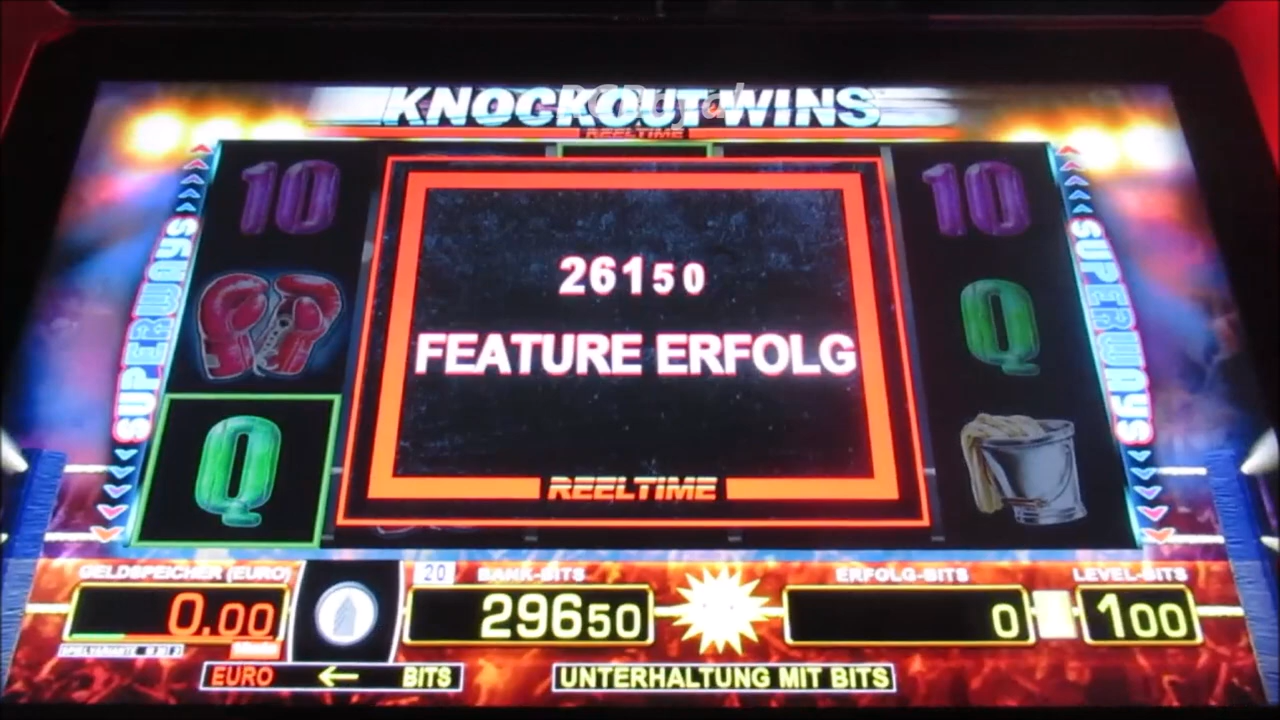 KNOCKOUT WINS
REELTIME
10
10
SUPERWAYS
SUPERWAYS
26150
FEATURE ERFOLG
Q
Q
REELTIME
GELDSPEICHER (EURO)
20
BANK-BITS
ERFOLG-BITS
LEVEL-BITS
0.00
29650
0
100
SPIELVARIANTE
EURO ← BITS
UNTERHALTUNG MIT BITS